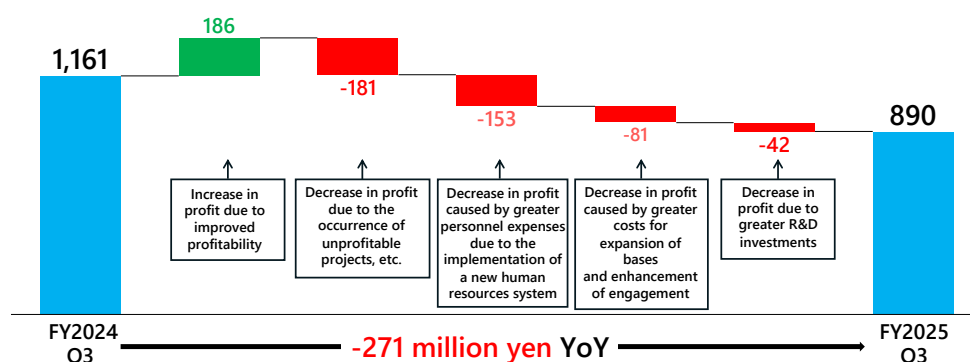 186
1,161
-181
-153
-81
-42
890
Increase in
profit due to
improved
profitability
Decrease in profit
due to the
occurrence of
unprofitable
projects, etc.
Decrease in profit
caused by greater
personnel expenses
due to the
implementation of
a new human
resources system
Decrease in profit
caused by greater
costs for
expansion of
bases
and enhancement
of engagement
Decrease in
profit due to
greater R&D
investments
FY2024
Q3
-271 million yen YoY
FY2025
Q3